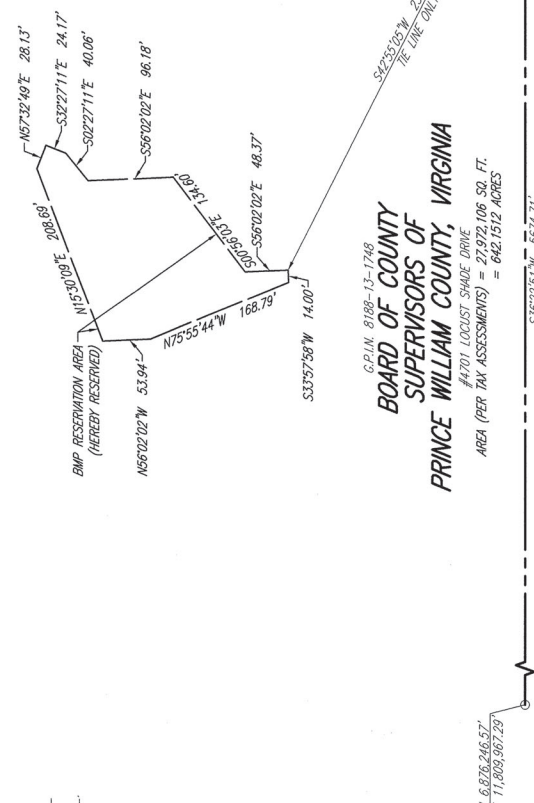 N57°32'49"E 28.13'
S32°27'11"E 24.17'
S02°27'11"E 40.06'
S56°02'02"E 96.18'
N15°30'09"E 208.69'
S00°56'03"E 134.60'
S56°02'02"E 48.37'
BMP RESERVATION AREA
(HEREBY RESERVED)
N56°02'02"W 53.94'
N75°55'44"W 168.79'
S33°57'58"W 14.00'
S42°55'05"W
TIE LINE ONLY
G.P.I.N. 8188-13-1748
BOARD OF COUNTY
SUPERVISORS OF
PRINCE WILLIAM COUNTY, VIRGINIA
#4701 LOCUST SHADE DRIVE
AREA (PER TAX ASSESSMENTS) = 27,972,106 SQ. FT.
= 642.1512 ACRES
6,876,246.57'
11,809,967.29'